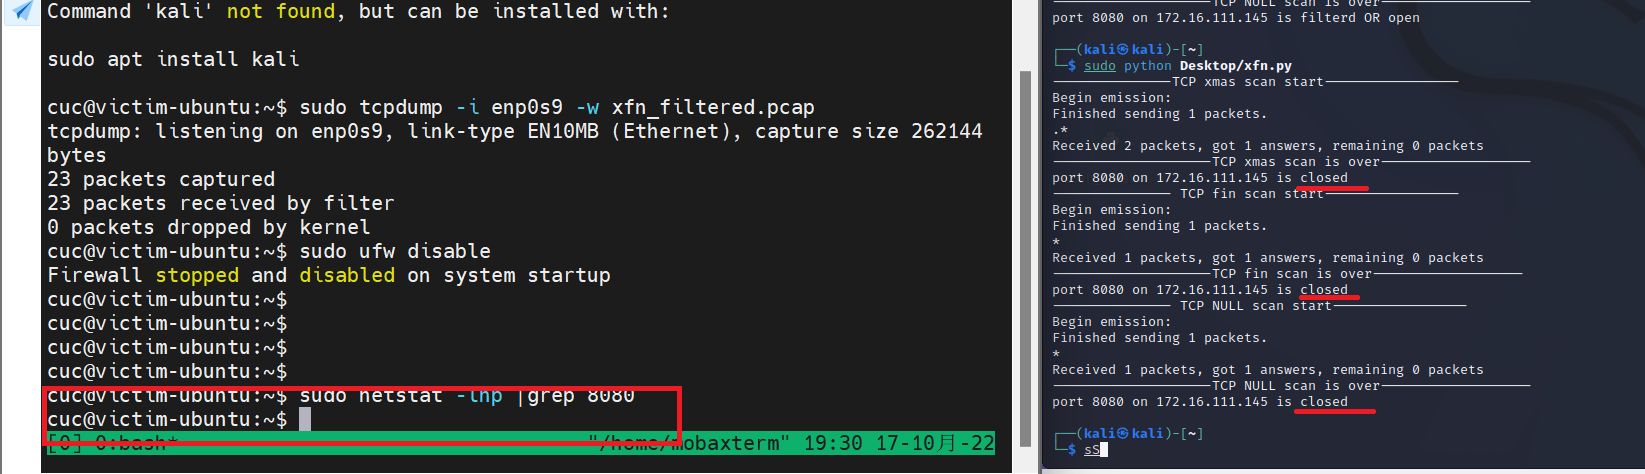 Command 'kali' not found, but can be installed with:
sudo apt install kali
cuc@victim-ubuntu:~$ sudo tcpdump -i enp0s9 -w xfn_filtered.pcap
tcpdump: listening on enp0s9, link-type EN10MB (Ethernet), capture size 262144
bytes
23 packets captured
23 packets received by filter
0 packets dropped by kernel
cuc@victim-ubuntu:~$ sudo ufw disable
Firewall stopped and disabled on system startup
cuc@victim-ubuntu:~$
cuc@victim-ubuntu:~$
cuc@victim-ubuntu:~$
cuc@victim-ubuntu:~$
cuc@victim-ubuntu:~$ sudo netstat -lnp |grep 8080
cuc@victim-ubuntu:~$
[0] 0:bash* "/home/mobaxterm" 19:30 17-10月-22
TCP NULL scan is over
port 8080 on 172.16.111.145 is filterd OR open
┌──(kali㉿kali)-[~]
└─$ sudo python Desktop/xfn.py
------------------TCP xmas scan start--------------------
Begin emission:
Finished sending 1 packets.
.*
Received 2 packets, got 1 answers, remaining 0 packets
------------------------TCP xmas scan is over-----------------------
port 8080 on 172.16.111.145 is closed
------------------ TCP fin scan start--------------------
Begin emission:
Finished sending 1 packets.
*
Received 1 packets, got 1 answers, remaining 0 packets
------------------------TCP fin scan is over-----------------------
port 8080 on 172.16.111.145 is closed
------------------ TCP NULL scan start--------------------
Begin emission:
Finished sending 1 packets.
*
Received 1 packets, got 1 answers, remaining 0 packets
------------------------TCP NULL scan is over-----------------------
port 8080 on 172.16.111.145 is closed
┌──(kali㉿kali)-[~]
└─$ sS